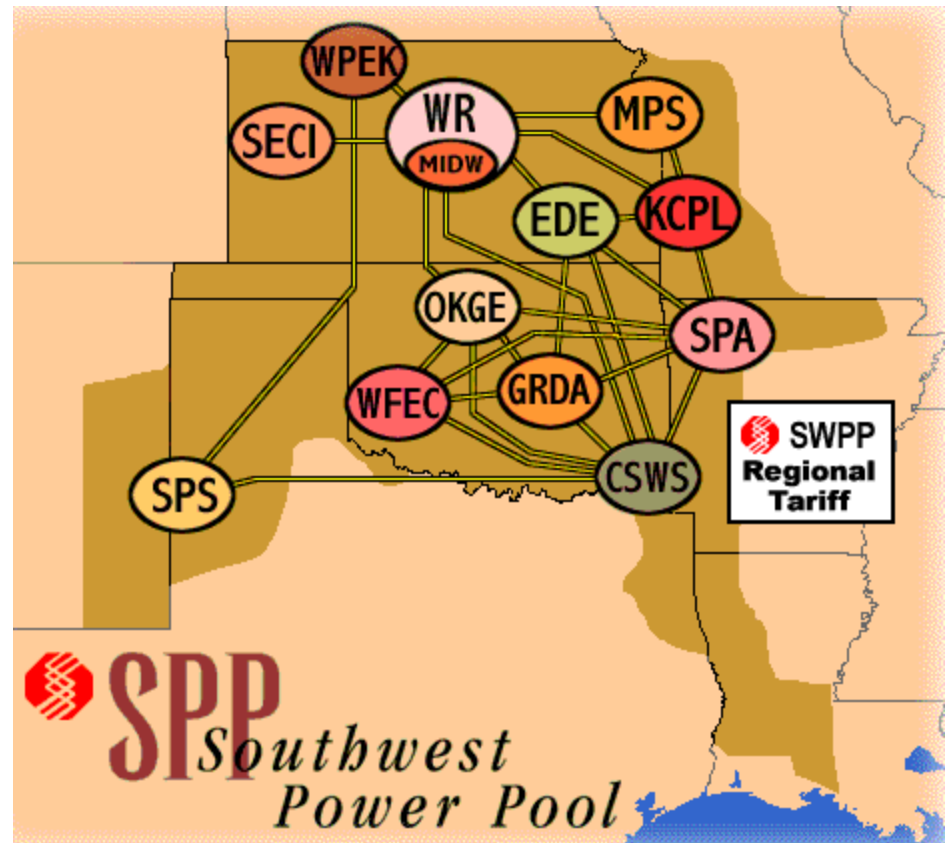 WPEK
WR
MIDW
MPS
SECI
EDE
KCPL
OKGE
SPA
WFEC
GRDA
CSWS
SPS
SWPP
Regional
Tariff
SPP
Southwest
Power Pool